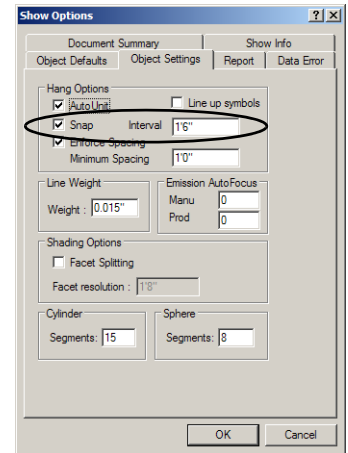 Show Options
Document Summary Show Info
Object Defaults Object Settings Report Data Error
Hang Options
AutoUnit Line up symbols
Snap Interval 1'6"
Enforce Spacing
Minimum Spacing 1'0"
Line Weight Emission AutoFocus
Weight : 0.015" Manu 0
Prod 0
Shading Options
Facet Splitting
Facet resolution : 1'8"
Cylinder Sphere
Segments: 15 Segments: 8
OK Cancel